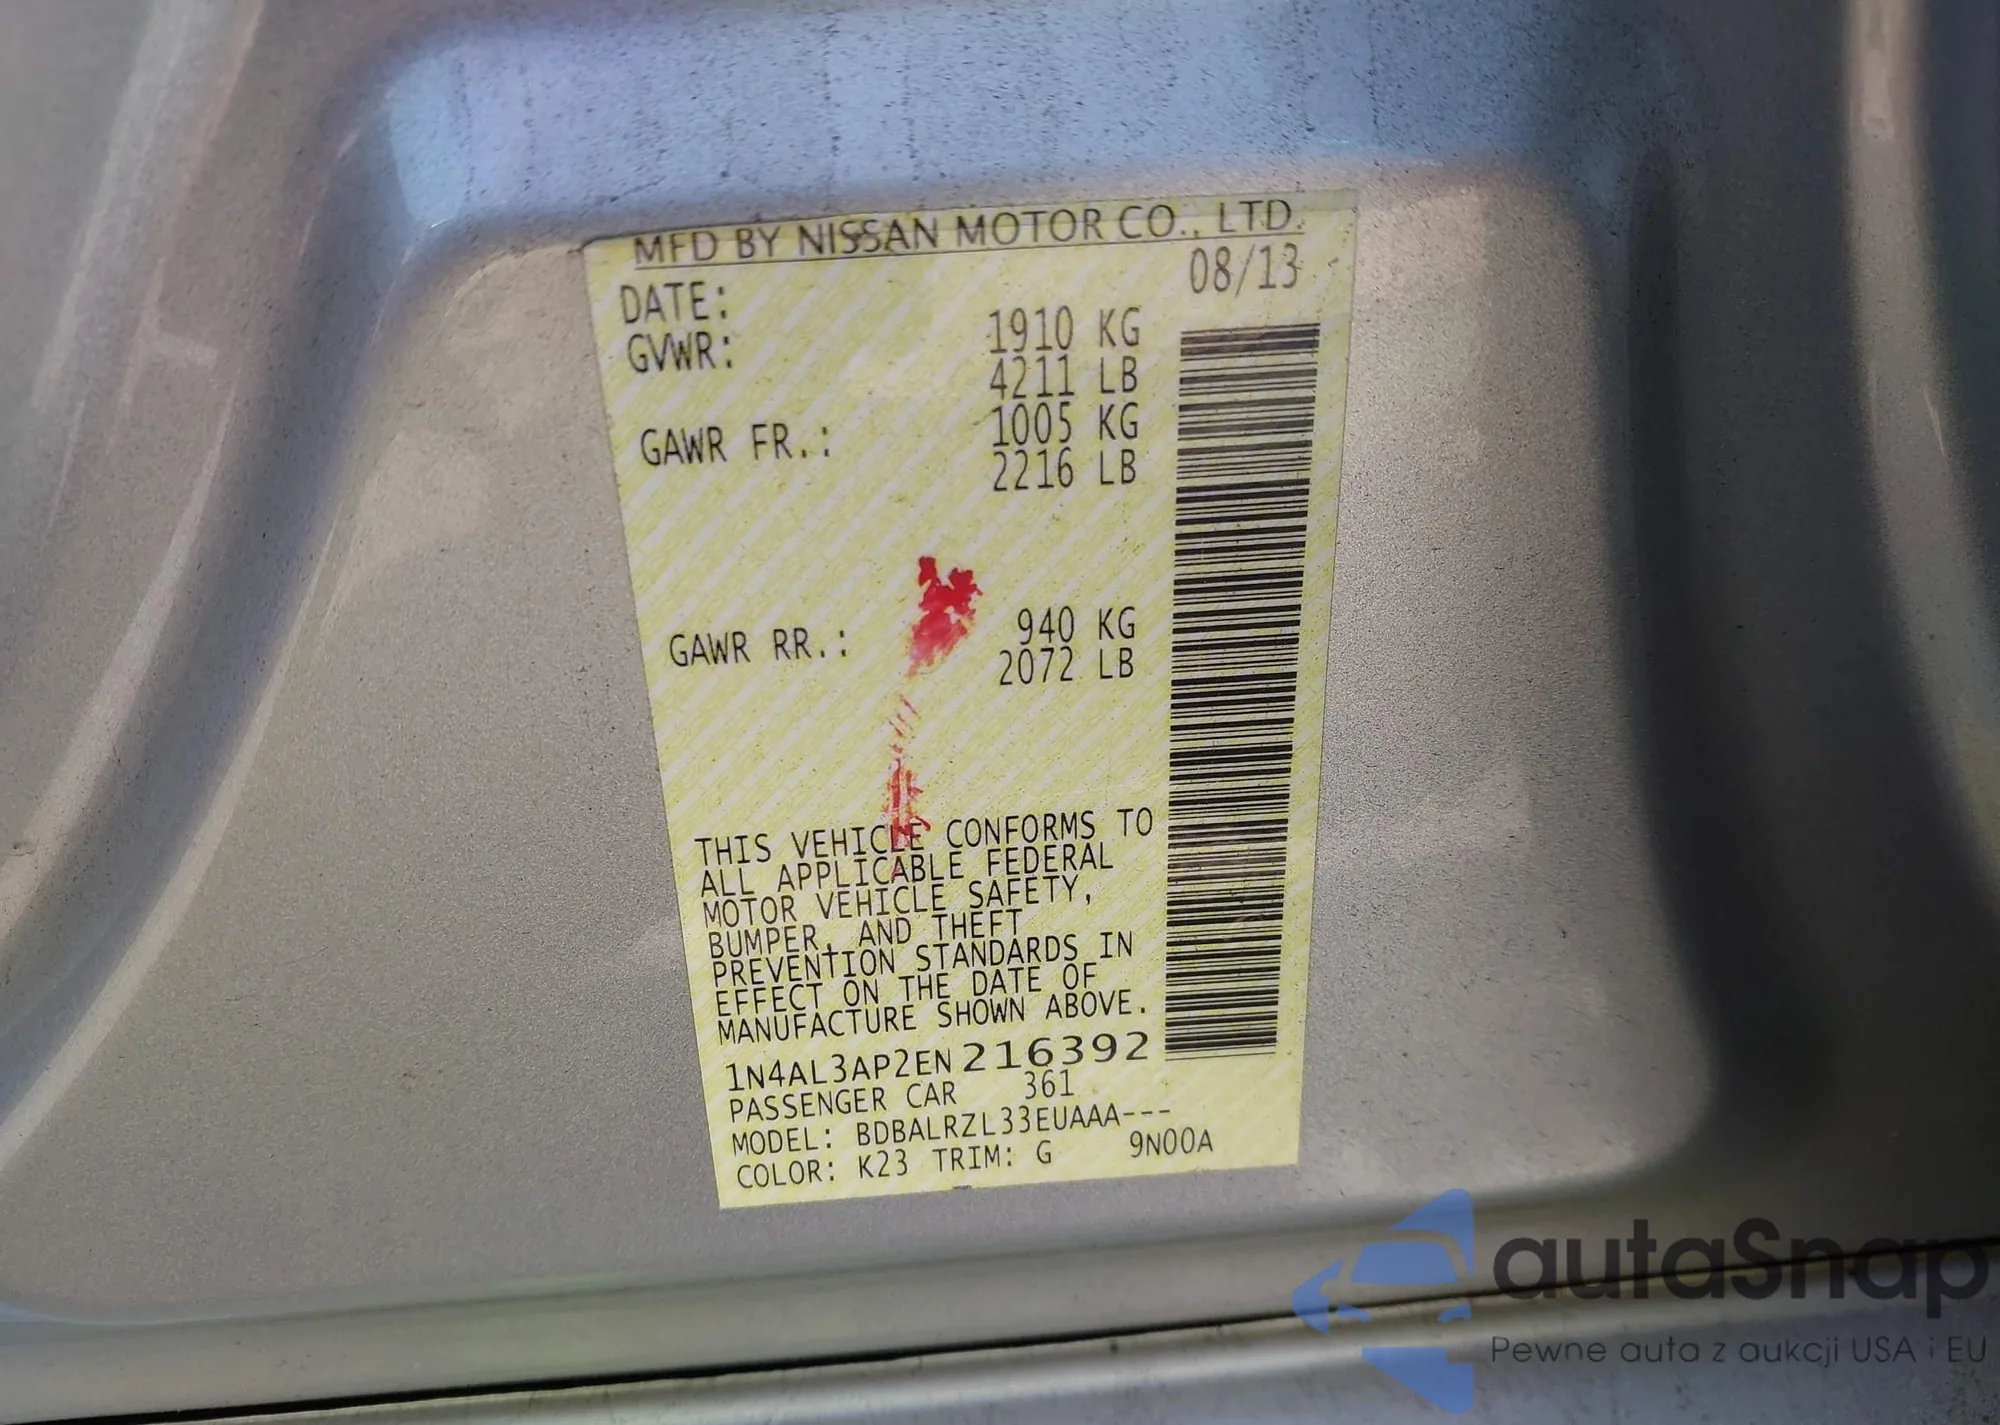 MFD BY NISSAN MOTOR CO., LTD.
DATE: 08/13
GVWR: 1910 KG
4211 LB
GAWR FR.: 1005 KG
2216 LB
GAWR RR.: 940 KG
2072 LB
THIS VEHICLE CONFORMS TO
ALL APPLICABLE FEDERAL
MOTOR VEHICLE SAFETY,
BUMPER, AND THEFT
PREVENTION STANDARDS IN
EFFECT ON THE DATE OF
MANUFACTURE SHOWN ABOVE.
1N4AL3AP2EN216392
PASSENGER CAR 361
MODEL: BDBALRZL33EUAAA---
COLOR: K23 TRIM: G 9N00A
autaSnap
Pewne auta z aukcji USA i EU